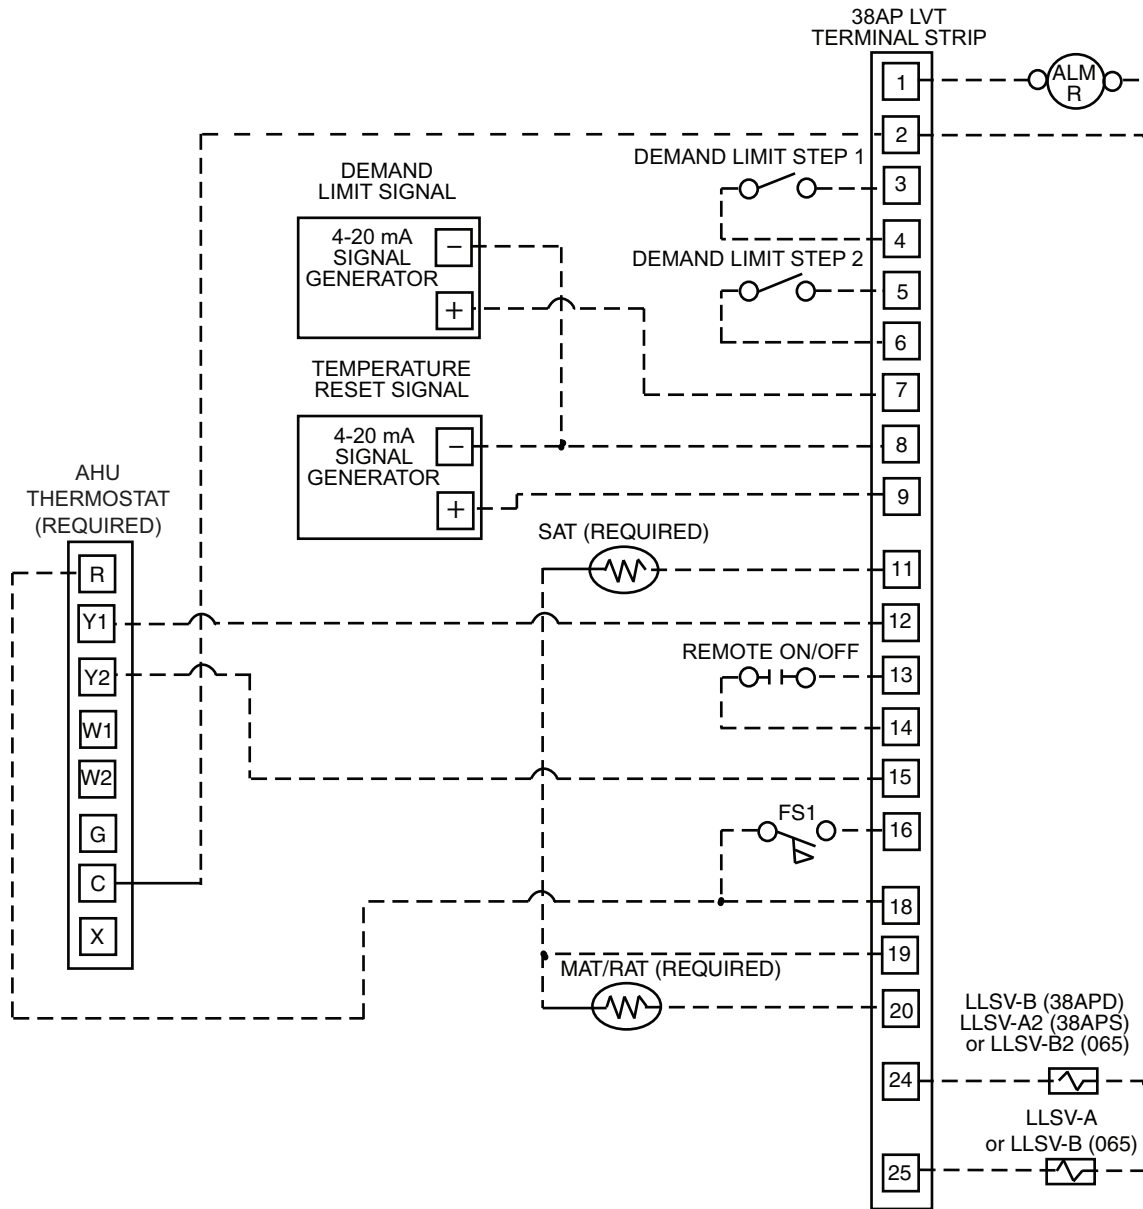 38AP LVT
TERMINAL STRIP
1
ALM
R
2
DEMAND LIMIT STEP 1
3
4
DEMAND LIMIT STEP 2
5
6
DEMAND
LIMIT SIGNAL
4-20 mA
SIGNAL
GENERATOR
−
+
7
TEMPERATURE
RESET SIGNAL
4-20 mA
SIGNAL
GENERATOR
−
+
8
9
AHU
THERMOSTAT
(REQUIRED)
R
Y1
Y2
W1
W2
G
C
X
SAT (REQUIRED)
11
12
REMOTE ON/OFF
13
14
15
FS1
16
18
19
MAT/RAT (REQUIRED)
20
LLSV-B (38APD)
LLSV-A2 (38APS)
or LLSV-B2 (065)
24
LLSV-A
or LLSV-B (065)
25